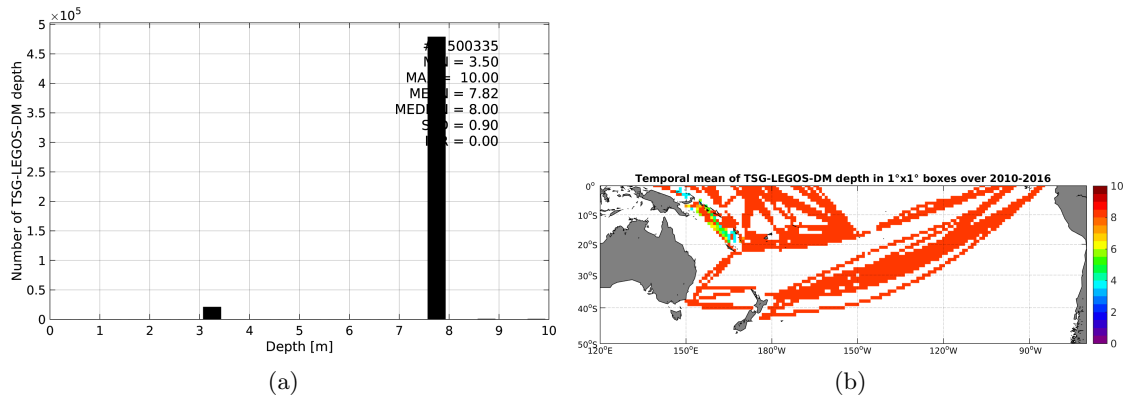 ×10⁵
5
4.5
4
3.5
3
2.5
2
1.5
1
0.5
0
Number of TSG-LEGOS-DM depth
500335
= 3.50
= 10.00
= 7.82
= 8.00
= 0.90
= 0.00
0 1 2 3 4 5 6 7 8 9 10
Depth [m]
(a)
Temporal mean of TSG-LEGOS-DM depth in 1°x1° boxes over 2010-2016
0°
10°S
20°S
30°S
40°S
50°S
120°E 150°E 180°W 150°W 120°W 90°W
10
8
6
4
2
0
(b)